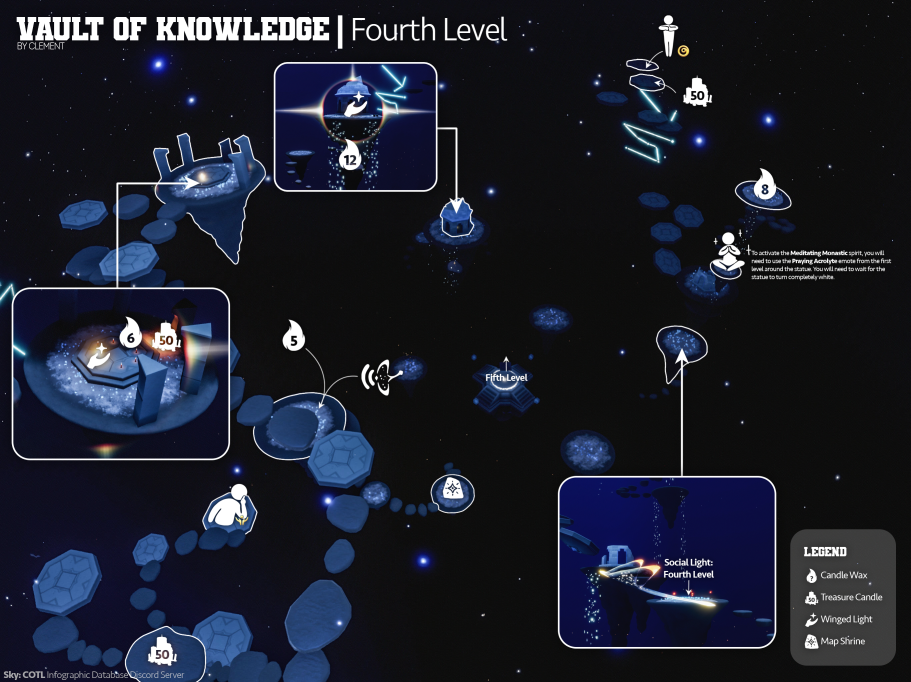 VAULT OF KNOWLEDGE | Fourth Level
BY CLEMENT
50
12
8
To activate the Meditating Monastic spirit, you will
need to use the Praying Acrolyte emote from the first
level around the statue. You will need to wait for the
statue to turn completely white.
6
50
5
Fifth Level
Social Light:
Fourth Level
50
LEGEND
?
Candle Wax
50
Treasure Candle
Winged Light
Map Shrine
Sky: COTL Infographic Database Discord Server